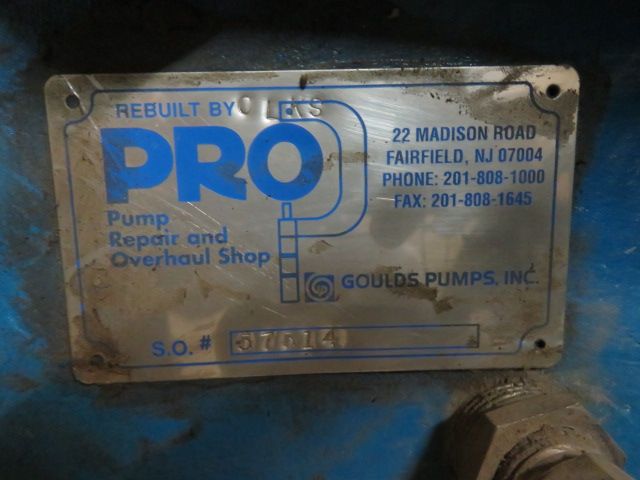 REBUILT BY
PRO
Pump
Repair and
Overhaul Shop
22 MADISON ROAD
FAIRFIELD, NJ 07004
PHONE: 201-808-1000
FAX: 201-808-1645
GOULDS PUMPS, INC.
S.O. # 57514